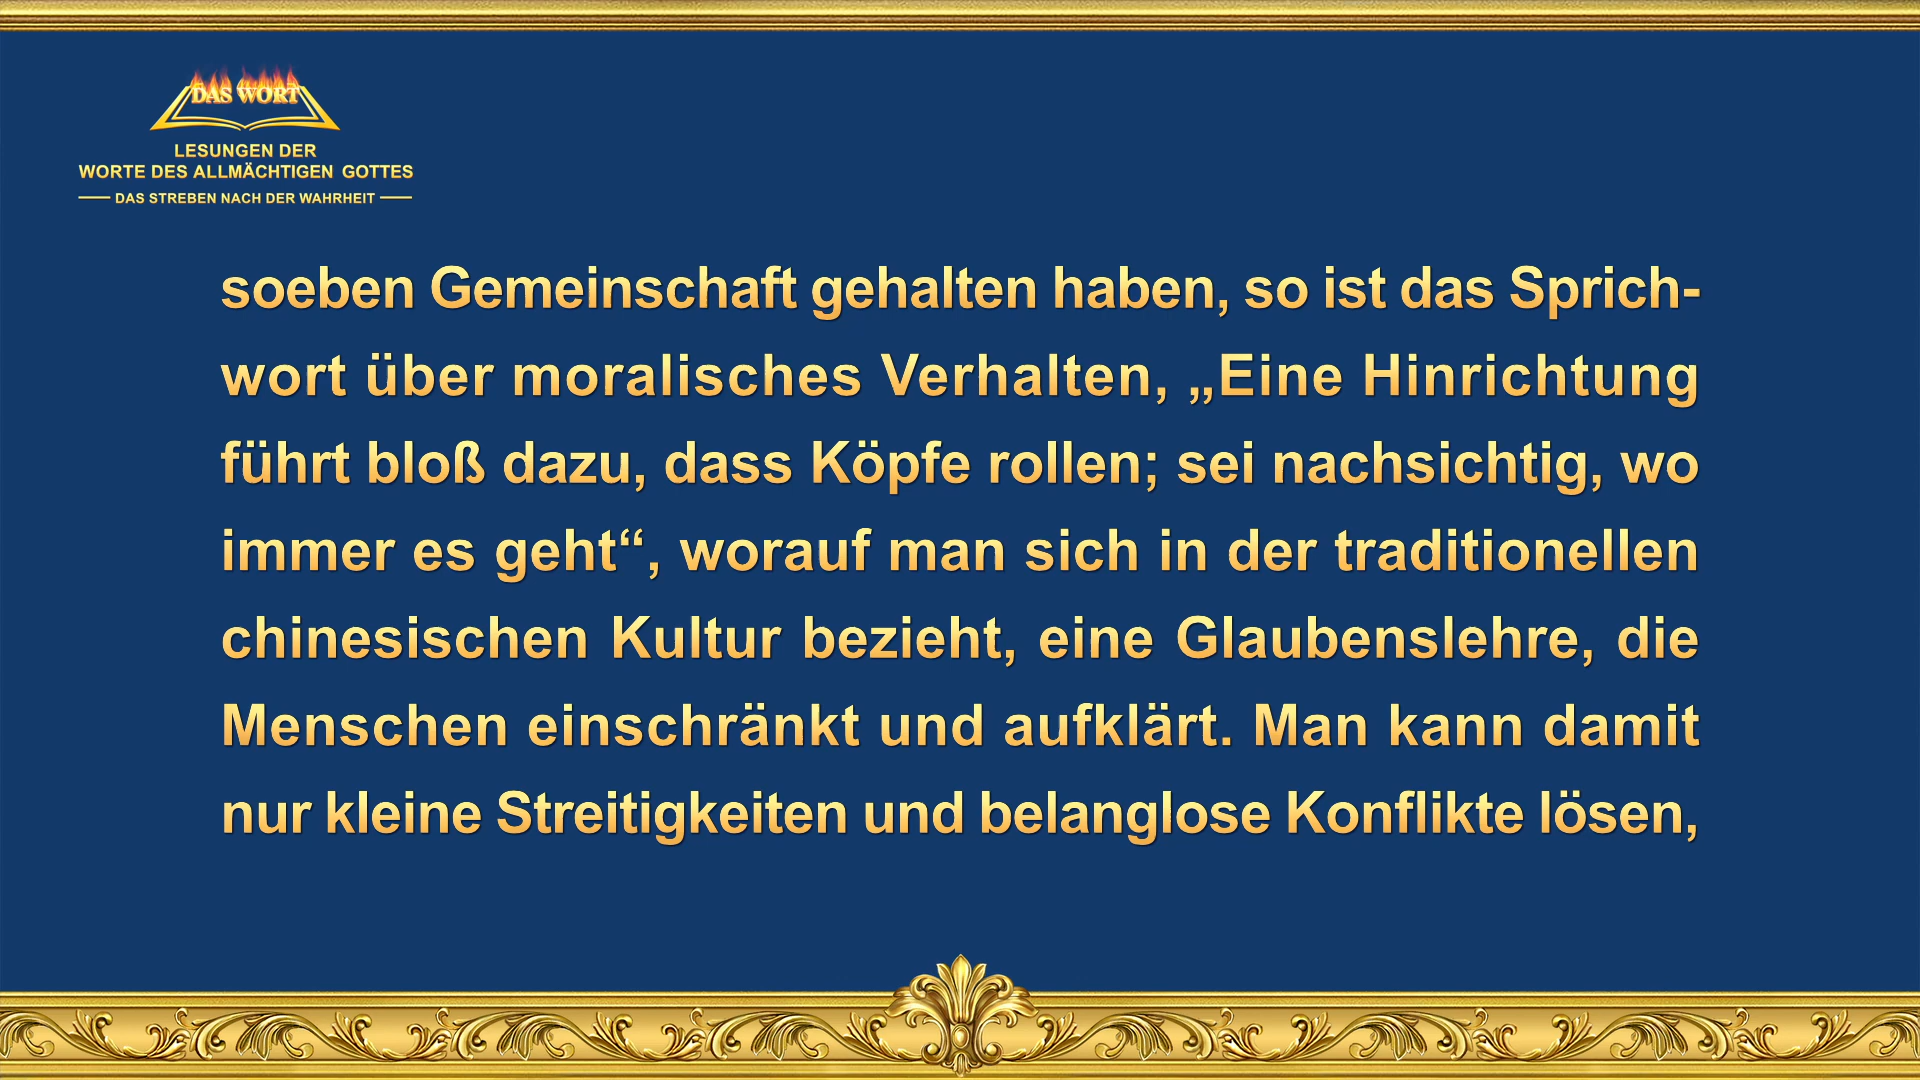 DAS WORT
LESUNGEN DER
WORTE DES ALLMÄCHTIGEN GOTTES
DAS STREBEN NACH DER WAHRHEIT
soeben Gemeinschaft gehalten haben, so ist das Sprich-
wort über moralisches Verhalten, „Eine Hinrichtung
führt bloß dazu, dass Köpfe rollen; sei nachsichtig, wo
immer es geht“, worauf man sich in der traditionellen
chinesischen Kultur bezieht, eine Glaubenslehre, die
Menschen einschränkt und aufklärt. Man kann damit
nur kleine Streitigkeiten und belanglose Konflikte lösen,